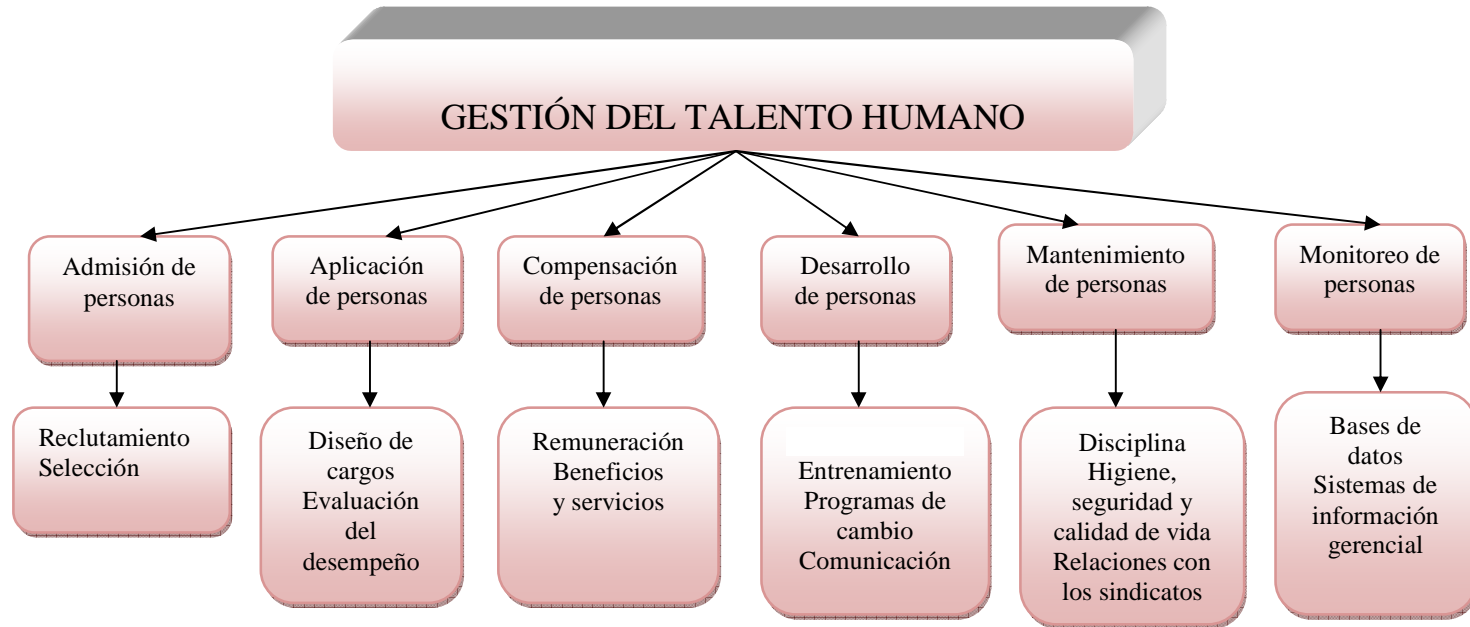 GESTIÓN DEL TALENTO HUMANO
Admisión de
personas
Aplicación
de personas
Compensación
de personas
Desarrollo
de personas
Mantenimiento
de personas
Monitoreo de
personas
Reclutamiento
Selección
Diseño de
cargos
Evaluación
del
desempeño
Remuneración
Beneficios
y servicios
Entrenamiento
Programas de
cambio
Comunicación
Disciplina
Higiene,
seguridad y
calidad de vida
Relaciones con
los sindicatos
Bases de
datos
Sistemas de
información
gerencial